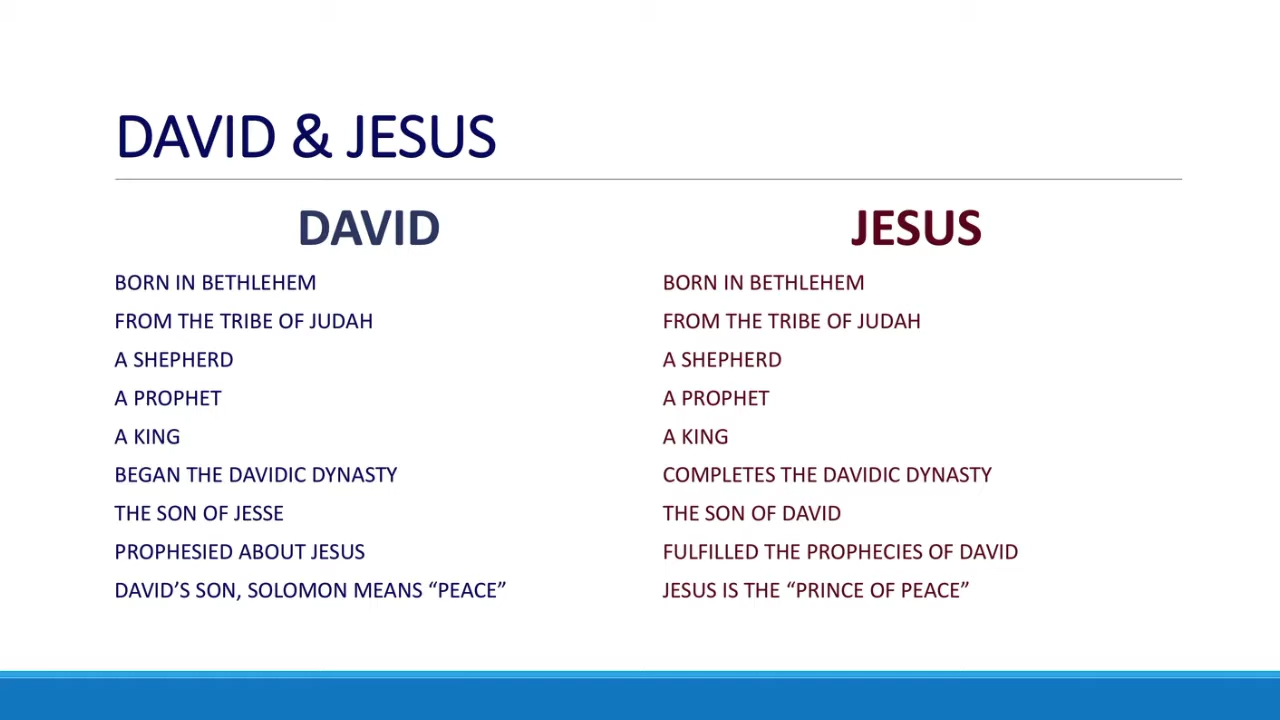 DAVID & JESUS
DAVID
BORN IN BETHLEHEM
FROM THE TRIBE OF JUDAH
A SHEPHERD
A PROPHET
A KING
BEGAN THE DAVIDIC DYNASTY
THE SON OF JESSE
PROPHESIED ABOUT JESUS
DAVID’S SON, SOLOMON MEANS “PEACE”
JESUS
BORN IN BETHLEHEM
FROM THE TRIBE OF JUDAH
A SHEPHERD
A PROPHET
A KING
COMPLETES THE DAVIDIC DYNASTY
THE SON OF DAVID
FULFILLED THE PROPHECIES OF DAVID
JESUS IS THE “PRINCE OF PEACE”